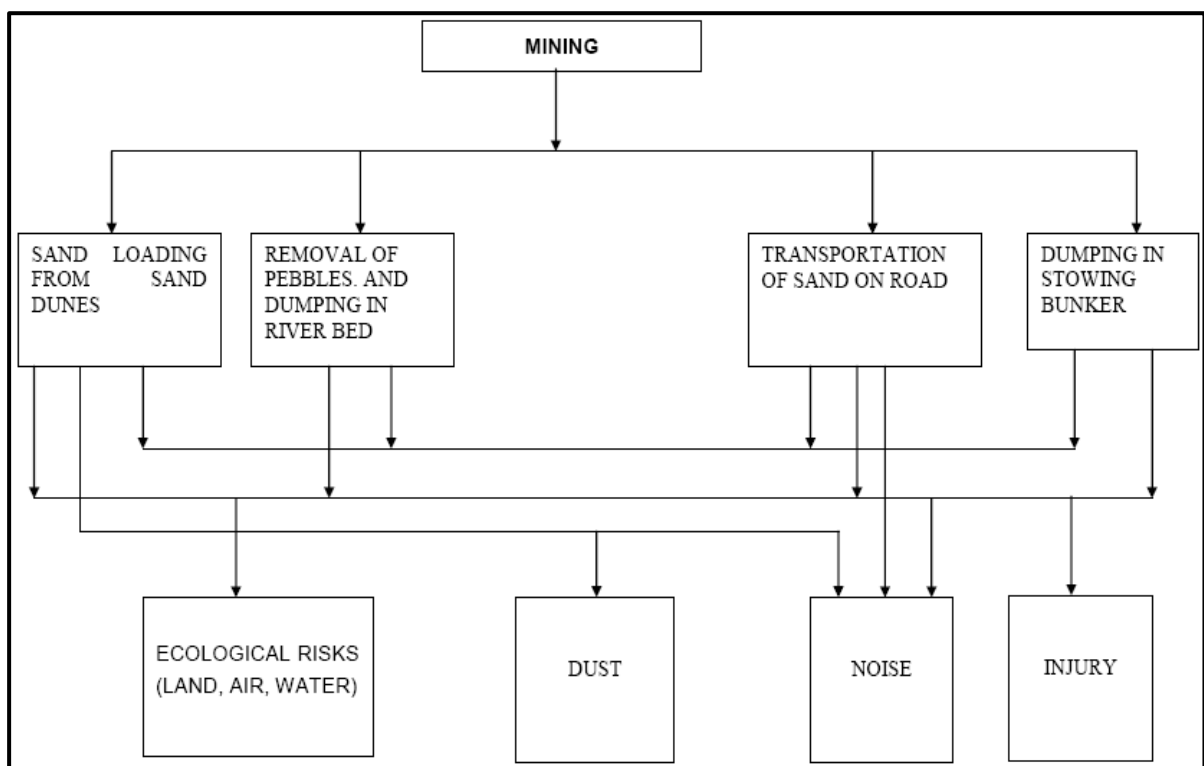 MINING
SAND LOADING
FROM SAND
DUNES
REMOVAL OF
PEBBLES. AND
DUMPING IN
RIVER BED
TRANSPORTATION
OF SAND ON ROAD
DUMPING IN
STOWING
BUNKER
ECOLOGICAL RISKS
(LAND, AIR, WATER)
DUST
NOISE
INJURY